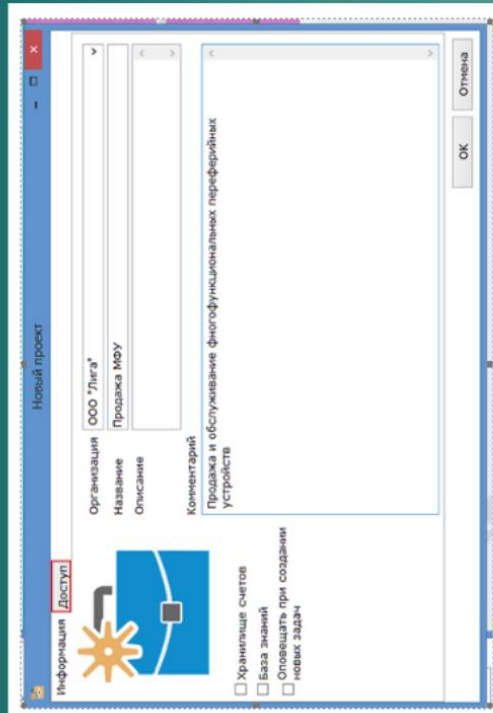 Новый проект
Информация Доступ
Организация ООО "Лига"
Название Продажа МФУ
Описание
Комментарий
Продажа и обслуживание фногофункциональных переферийных
устройств
Хранилище счетов
База знаний
Оповещать при создании
новых задач
ОК Отмена